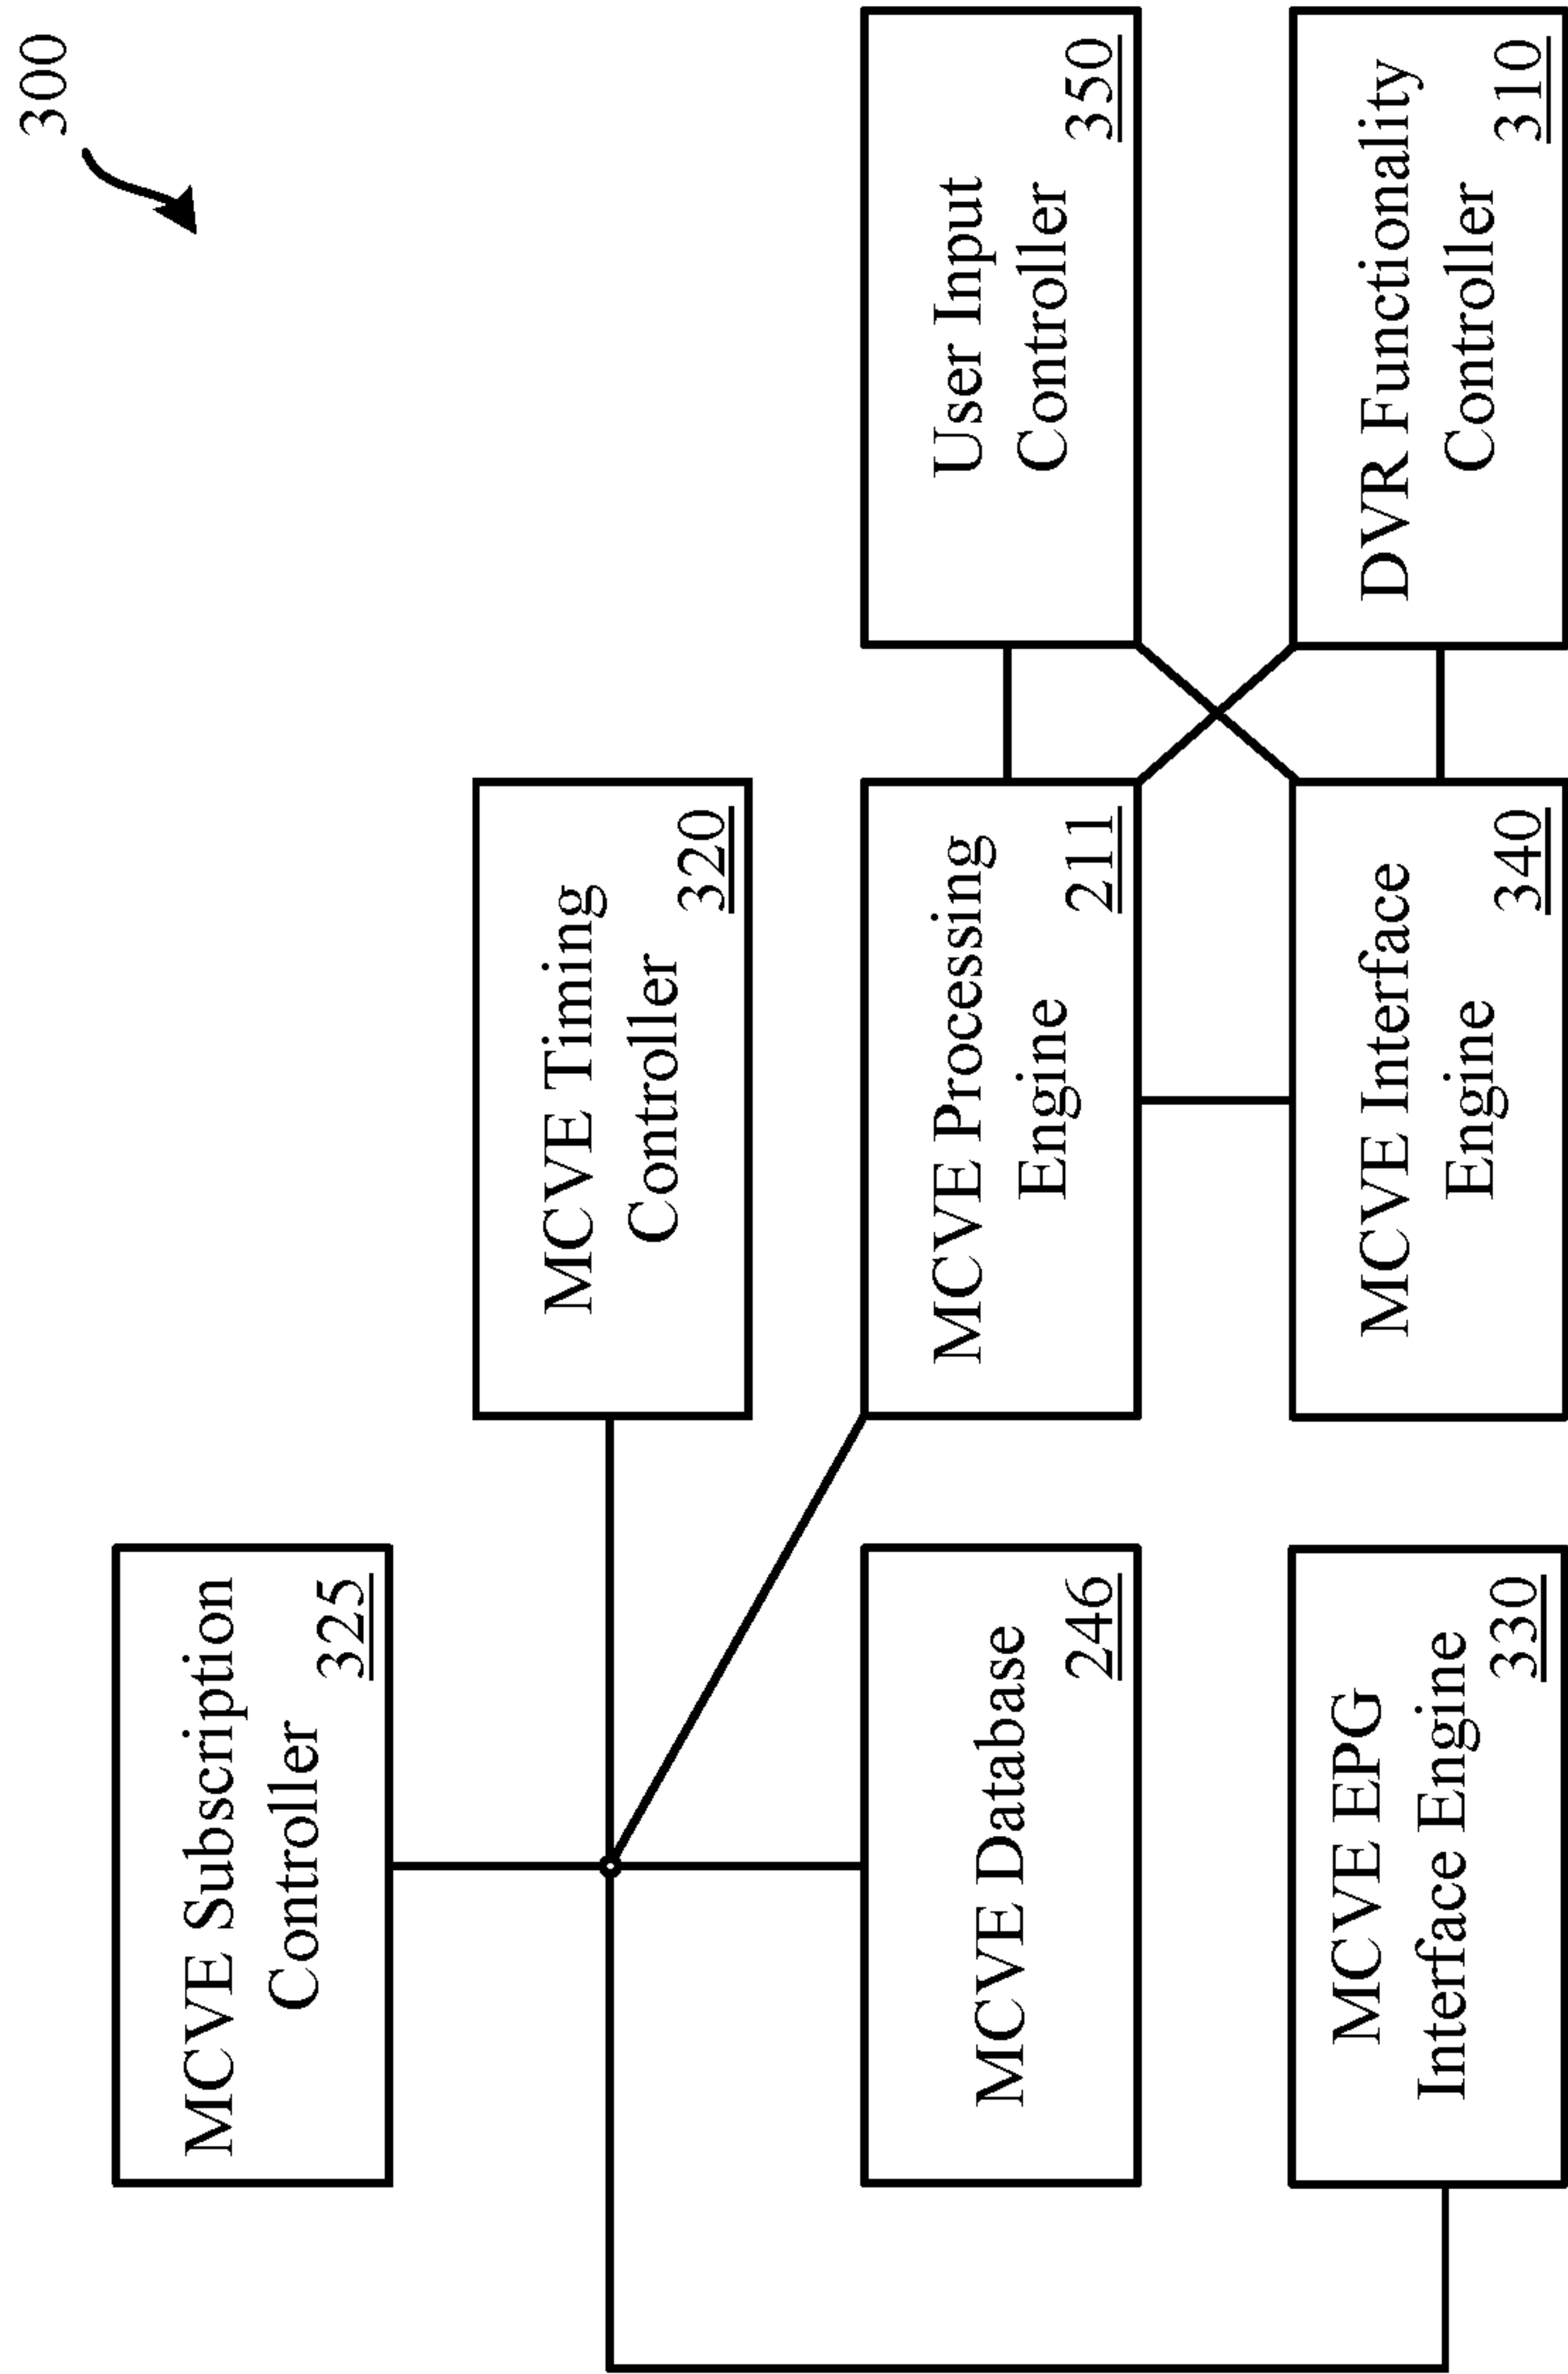 300
MCVE Subscription
Controller
325
MCVE Timing
Controller
320
MCVE Database
246
MCVE Processing
Engine
211
User Input
Controller
350
MCVE EPG
Interface Engine
330
MCVE Interface
Engine
340
DVR Functionality
Controller
310